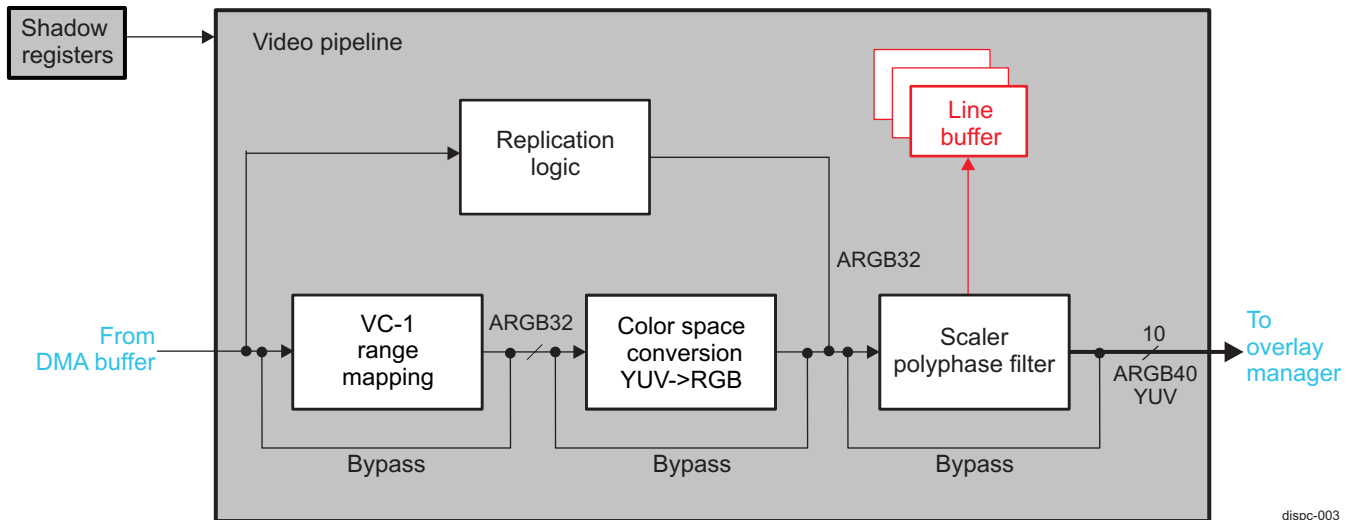 Shadow
registers
Video pipeline
Line
buffer
Replication
logic
ARGB32
From
DMA buffer
VC-1
range
mapping
ARGB32
Color space
conversion
YUV->RGB
Scaler
polyphase filter
10
ARGB40
YUV
To
overlay
manager
Bypass
Bypass
Bypass
dispc-003